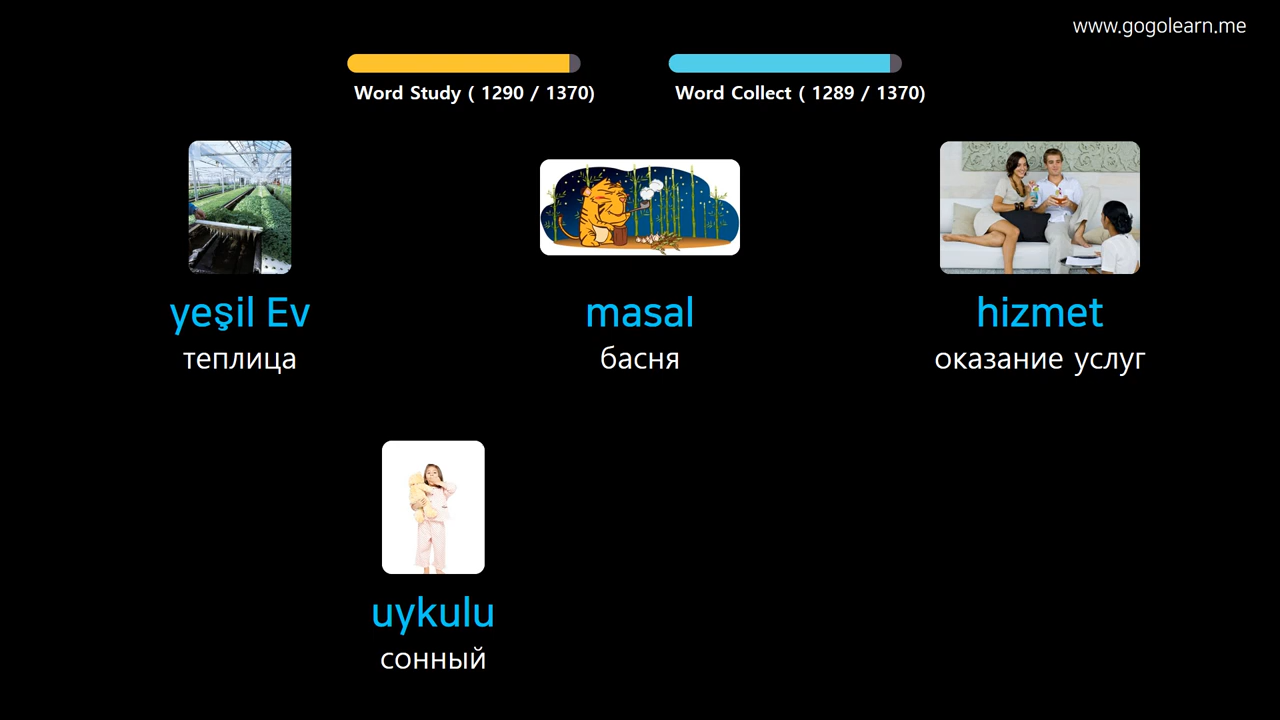 www.gogolearn.me
Word Study ( 1290 / 1370)
Word Collect ( 1289 / 1370)
yeşil Ev
теплица
masal
басня
hizmet
оказание услуг
uykulu
сонный